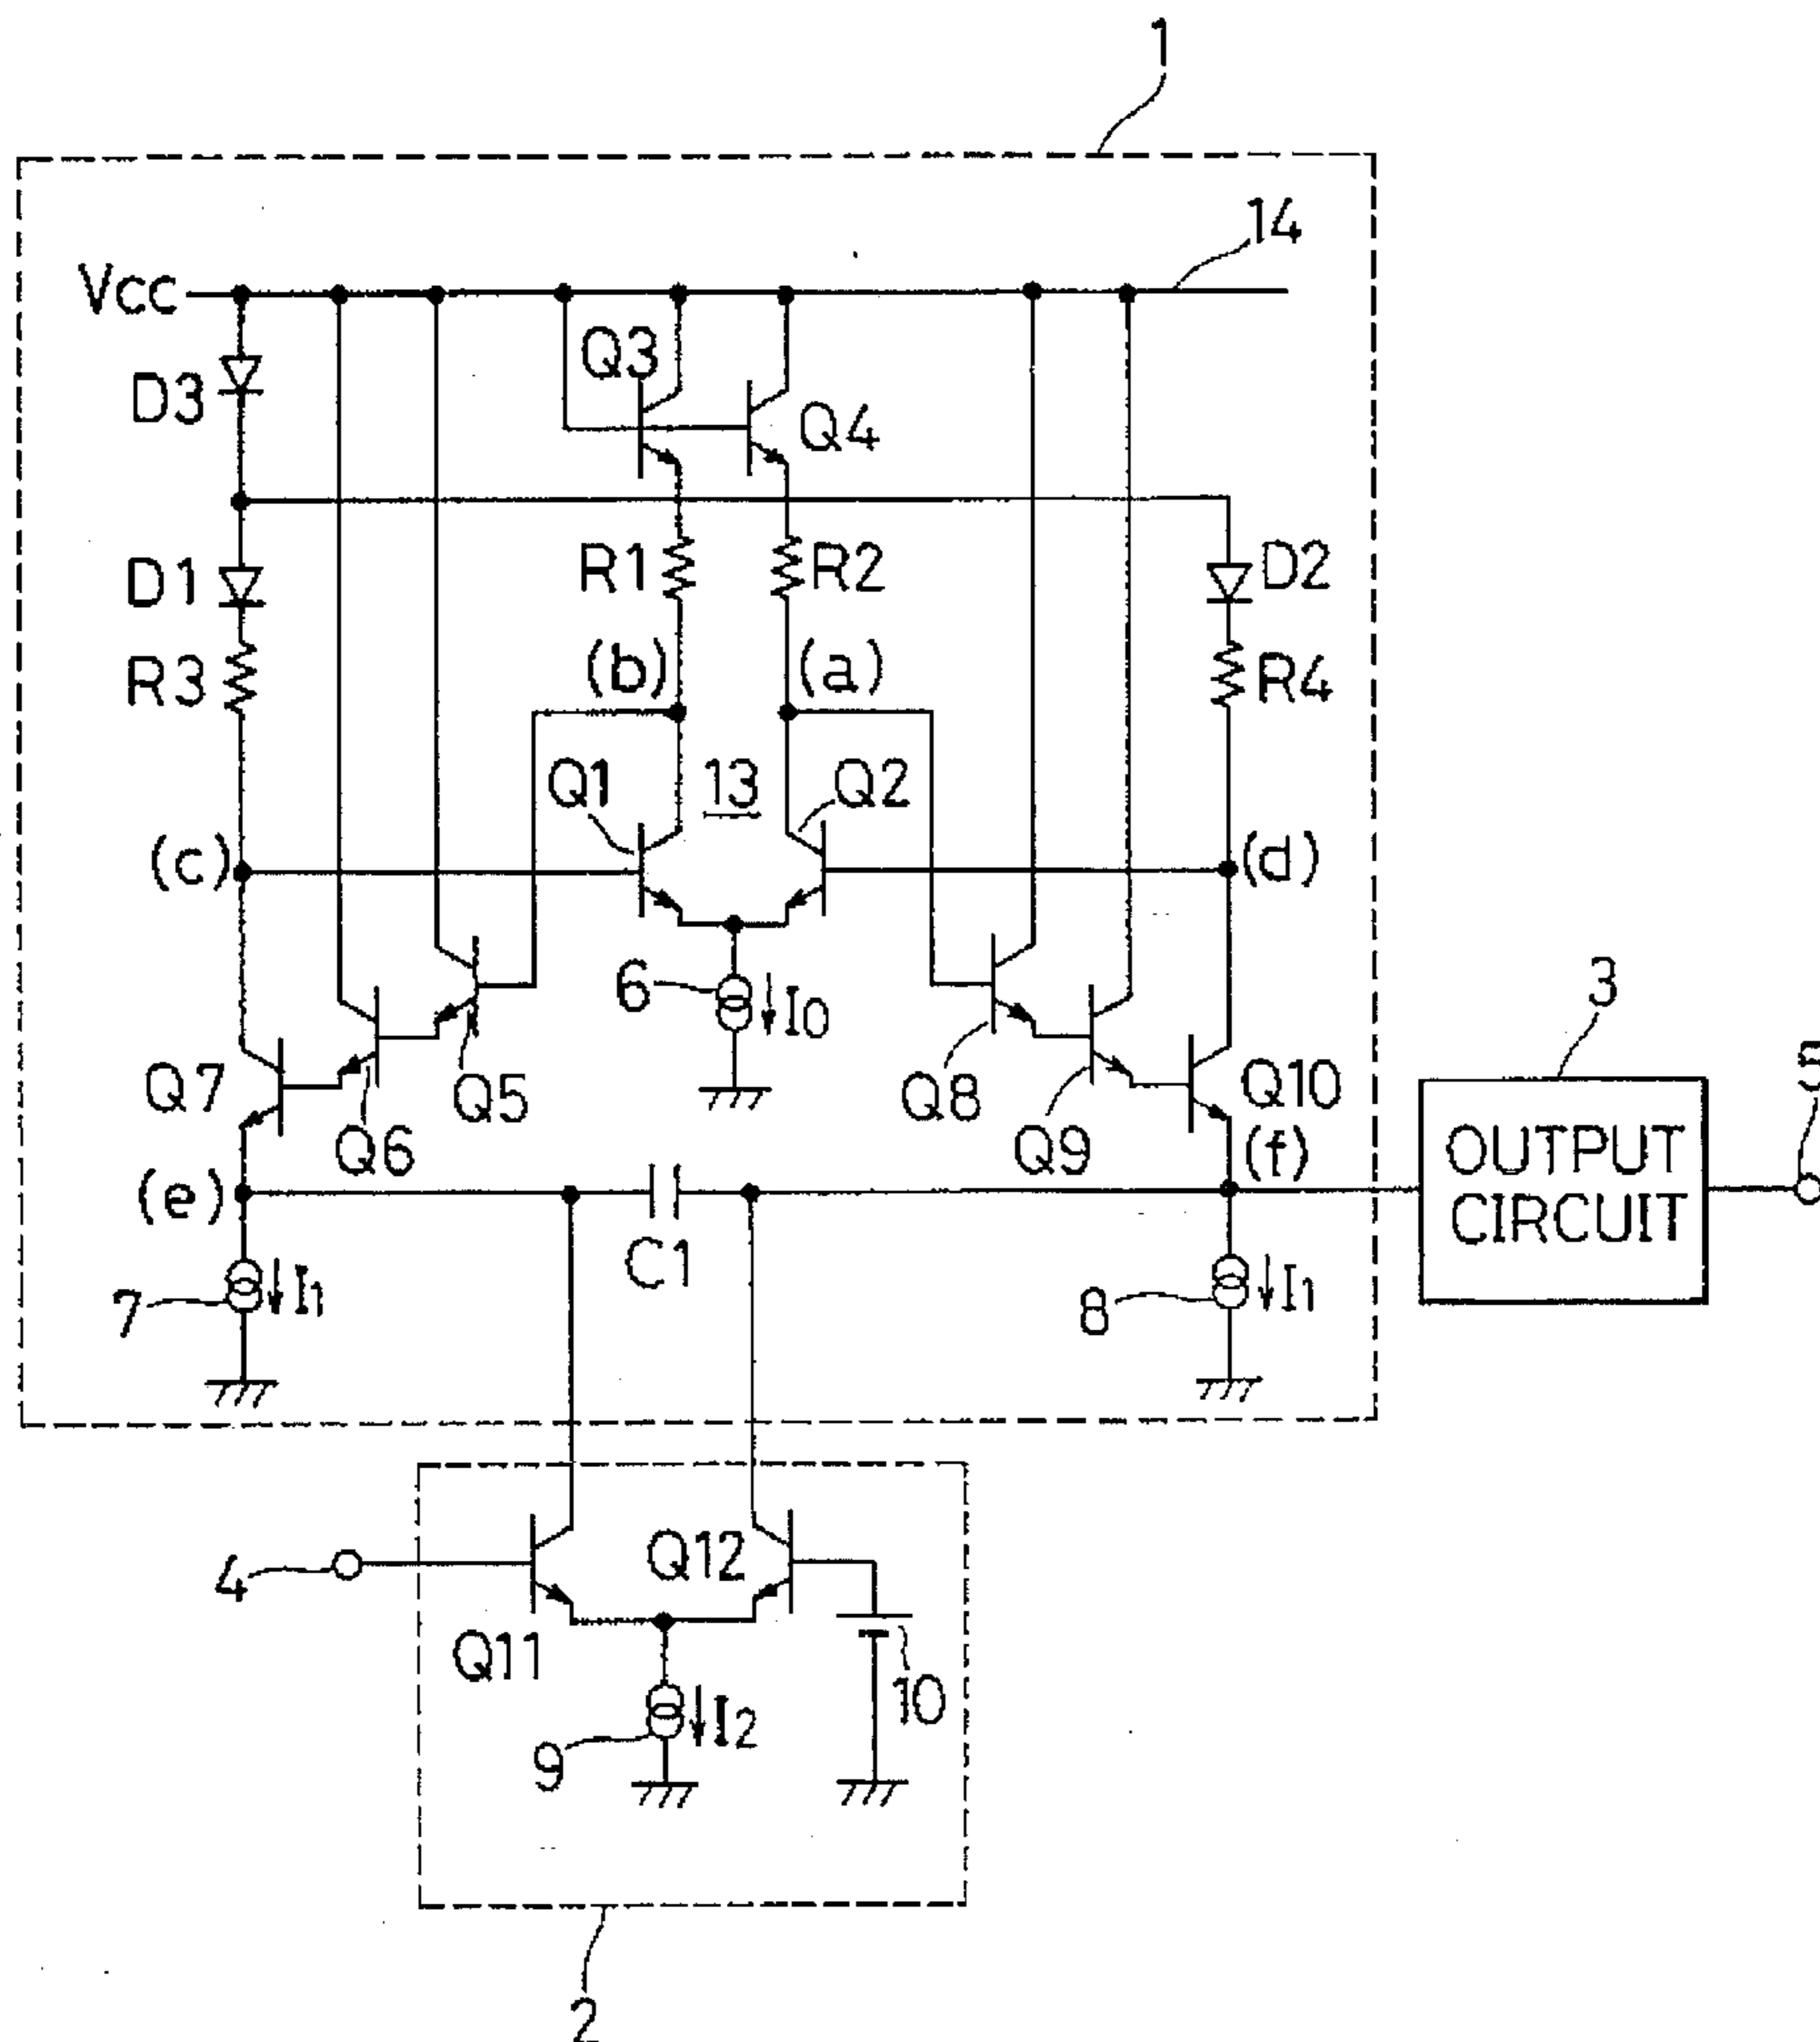 1
14
Vcc
Q3
D3
Q4
D1
R1
R2
D2
(b)
(a)
R3
R4
Q1
13
Q2
(c)
(d)
6
I0
3
5
Q7
Q5
Q8
Q10
Q6
Q9
(f)
OUTPUT
CIRCUIT
(e)
C1
7
I1
8
I1
4
Q12
Q11
10
I2
9
2